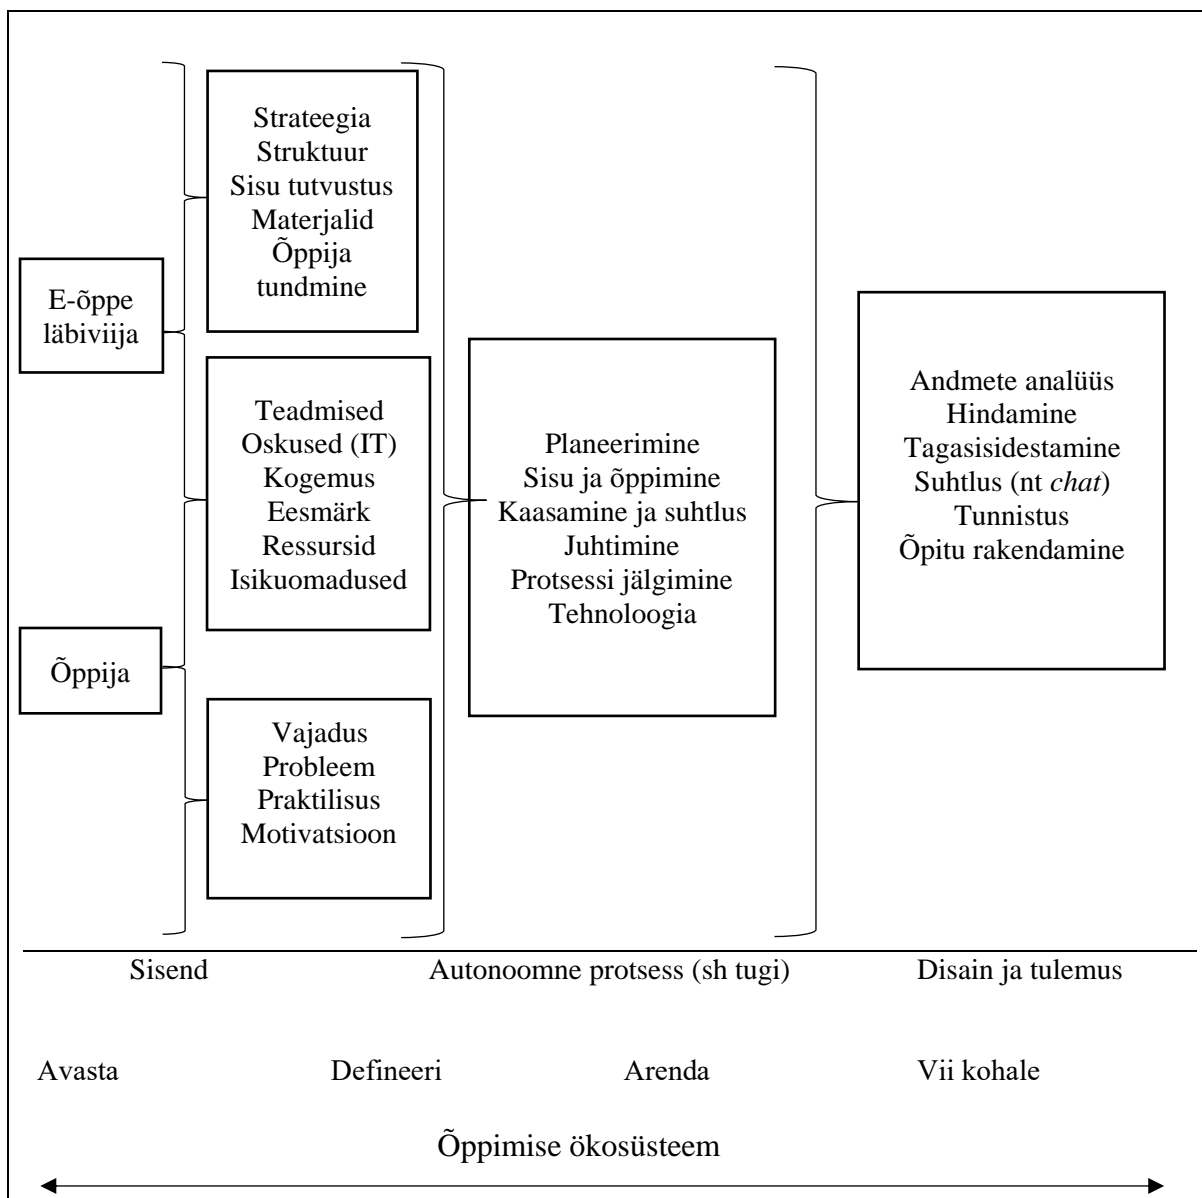 E-õppe
läbiviija
Õppija
Strateegia
Struktuur
Sisu tutvustus
Materjalid
Õppija
tundmine
Teadmised
Oskused (IT)
Kogemus
Eesmärk
Ressursid
Isikuomadused
Vajadus
Probleem
Praktilisus
Motivatsioon
Planeerimine
Sisu ja õppimine
Kaasamine ja suhtlus
Juhtimine
Protsessi jälgimine
Tehnoloogia
Andmete analüüs
Hindamine
Tagasisidestamine
Suhtlus (nt chat)
Tunnistus
Õpitu rakendamine
Sisend Autonoomne protsess (sh tugi) Disain ja tulemus
Avasta Defineeri Arenda Vii kohale
Õppimise ökosüsteem